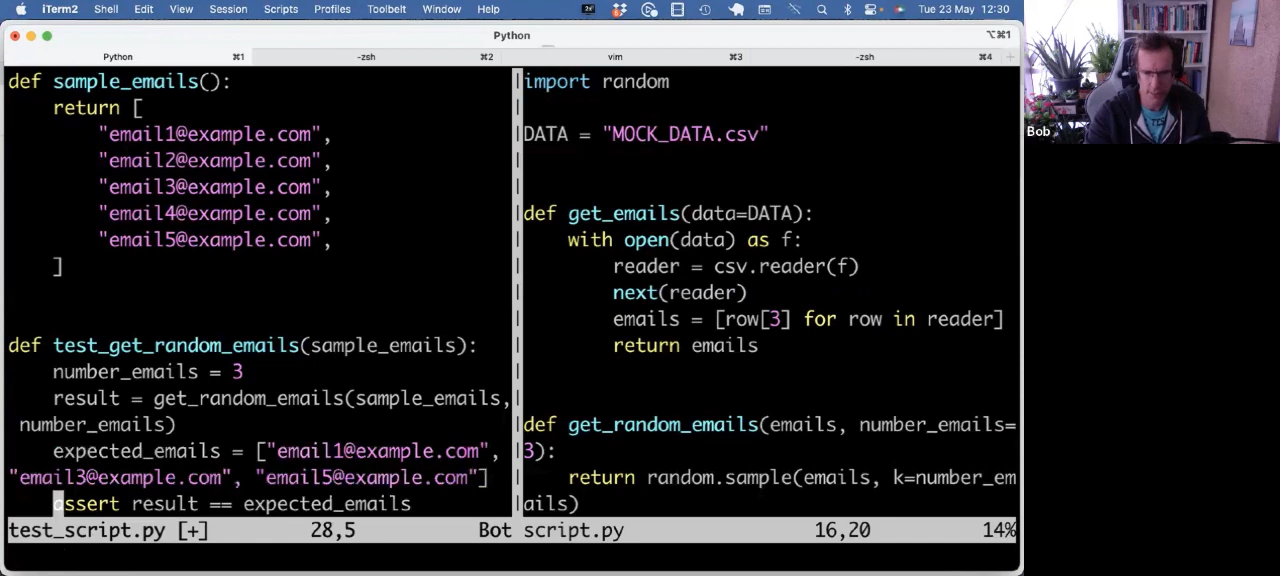 iTerm2 Shell Edit View Session Scripts Profiles Toolbelt Window Help Tue 23 May 12:30
Python ⌥⌘1
Python ⌘1 -zsh ⌘2 vim ⌘3 -zsh ⌘4
def sample_emails():
    return [
        "email1@example.com",
        "email2@example.com",
        "email3@example.com",
        "email4@example.com",
        "email5@example.com",
    ]
def test_get_random_emails(sample_emails):
    number_emails = 3
    result = get_random_emails(sample_emails,
 number_emails)
    expected_emails = ["email1@example.com",
"email3@example.com", "email5@example.com"]
    assert result == expected_emails
test_script.py [+] 28,5 Bot
import random
DATA = "MOCK_DATA.csv"
def get_emails(data=DATA):
    with open(data) as f:
        reader = csv.reader(f)
        next(reader)
        emails = [row[3] for row in reader]
        return emails
def get_random_emails(emails, number_emails=
3):
    return random.sample(emails, k=number_em
ails)
script.py 16,20 14%
Bob